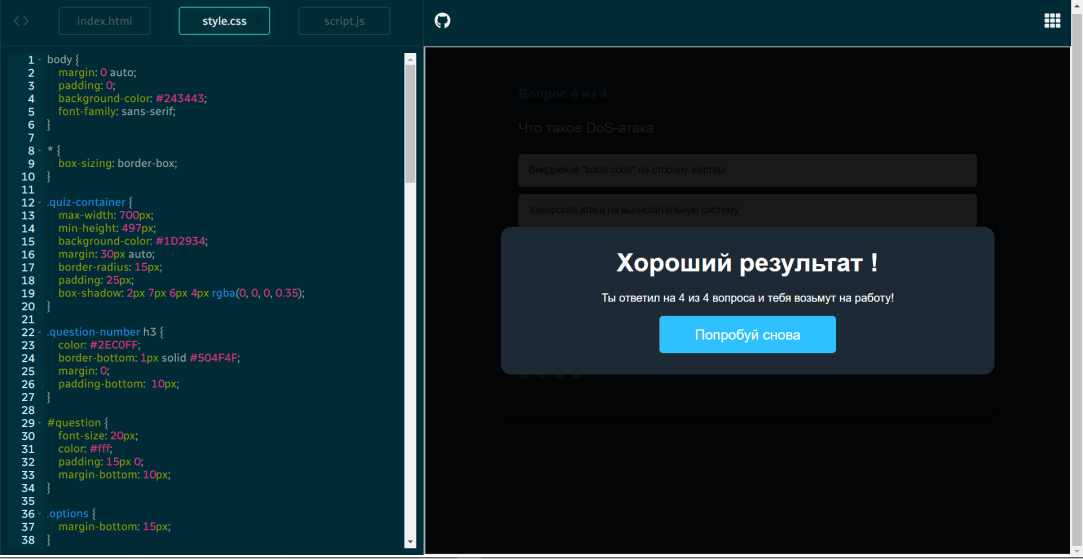 <> index.html style.css script.js
1 body {
2 margin: 0 auto;
3 padding: 0;
4 background-color: #243443;
5 font-family: sans-serif;
6 }
7
8 * {
9 box-sizing: border-box;
10 }
11
12 .quiz-container {
13 max-width: 700px;
14 min-height: 497px;
15 background-color: #1D2934;
16 margin: 30px auto;
17 border-radius: 15px;
18 padding: 25px;
19 box-shadow: 2px 7px 6px 4px rgba(0, 0, 0, 0.35);
20 }
21
22 .question-number h3 {
23 color: #2EC0FF;
24 border-bottom: 1px solid #504F4F;
25 margin: 0;
26 padding-bottom:  10px;
27 }
28
29 #question {
30 font-size: 20px;
31 color: #fff;
32 padding: 15px 0;
33 margin-bottom: 10px;
34 }
35
36 .options {
37 margin-bottom: 15px;
38 }
Вопрос 4 из 4
Что такое DoS-атака
Внедрение "bade code" на сторону жертвы
Хакерская атака на вычислительную систему
Хороший результат !
Ты ответил на 4 из 4 вопроса и тебя возьмут на работу!
Попробуй снова